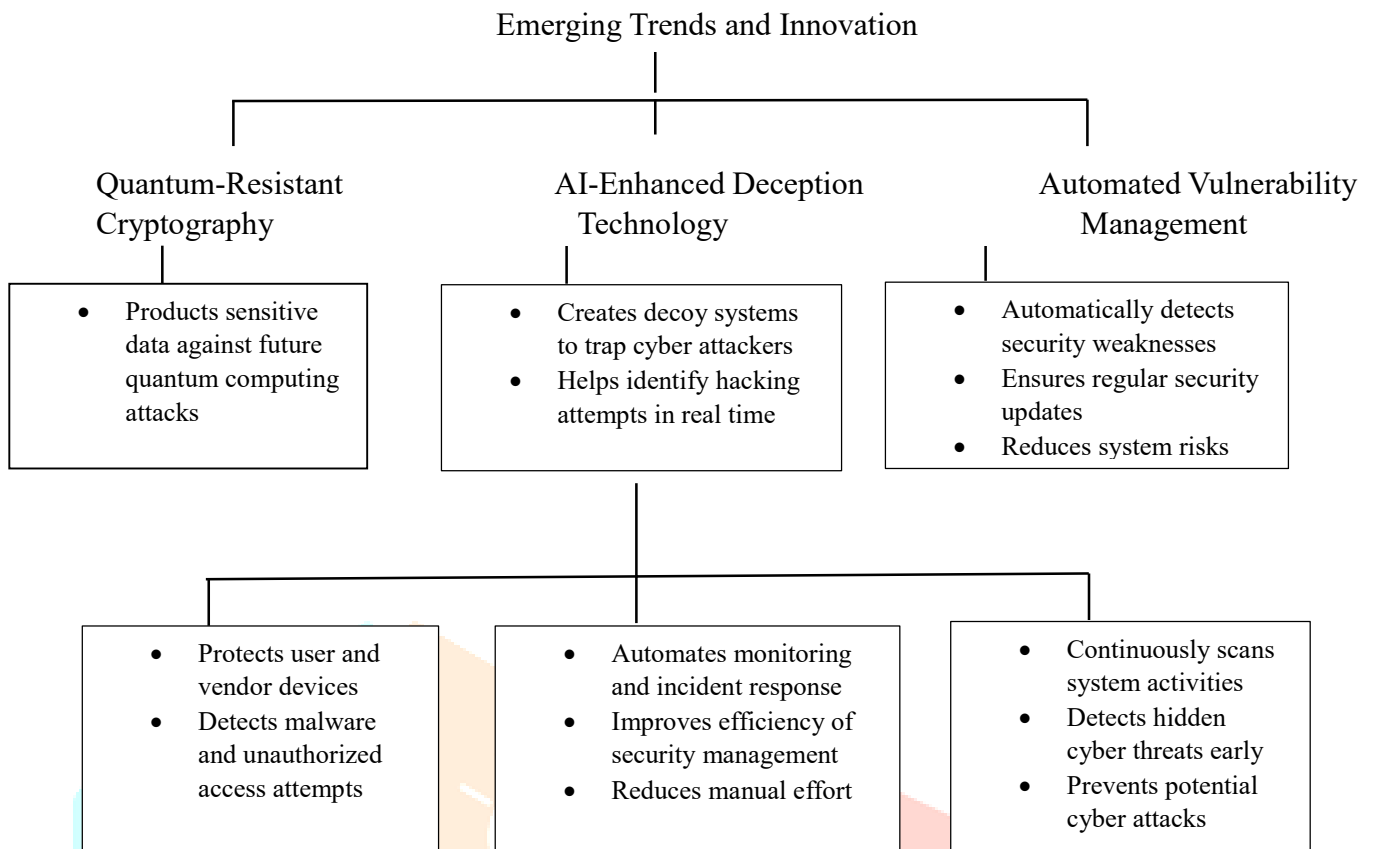 Emerging Trends and Innovation
Quantum-Resistant
Cryptography
AI-Enhanced Deception
Technology
Automated Vulnerability
Management
• Products sensitive
data against future
quantum computing
attacks
• Creates decoy systems
to trap cyber attackers
• Helps identify hacking
attempts in real time
• Automatically detects
security weaknesses
• Ensures regular security
updates
• Reduces system risks
• Protects user and
vendor devices
• Detects malware
and unauthorized
access attempts
• Automates monitoring
and incident response
• Improves efficiency of
security management
• Reduces manual effort
• Continuously scans
system activities
• Detects hidden
cyber threats early
• Prevents potential
cyber attacks